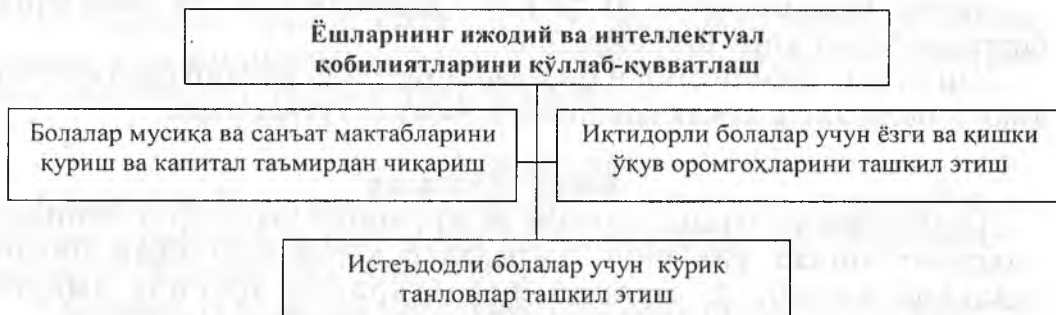 Ёшларнинг ижодий ва интеллектуал
қобилиятларини қўллаб-қувватлаш
Болалар мусиқа ва санъат мактабларини
қуриш ва капитал таъмирдан чиқариш
Иқтидорли болалар учун ёзги ва қишки
ўқув оромгоҳларини ташкил этиш
Истеъдодли болалар учун кўрик
танловлар ташкил этиш